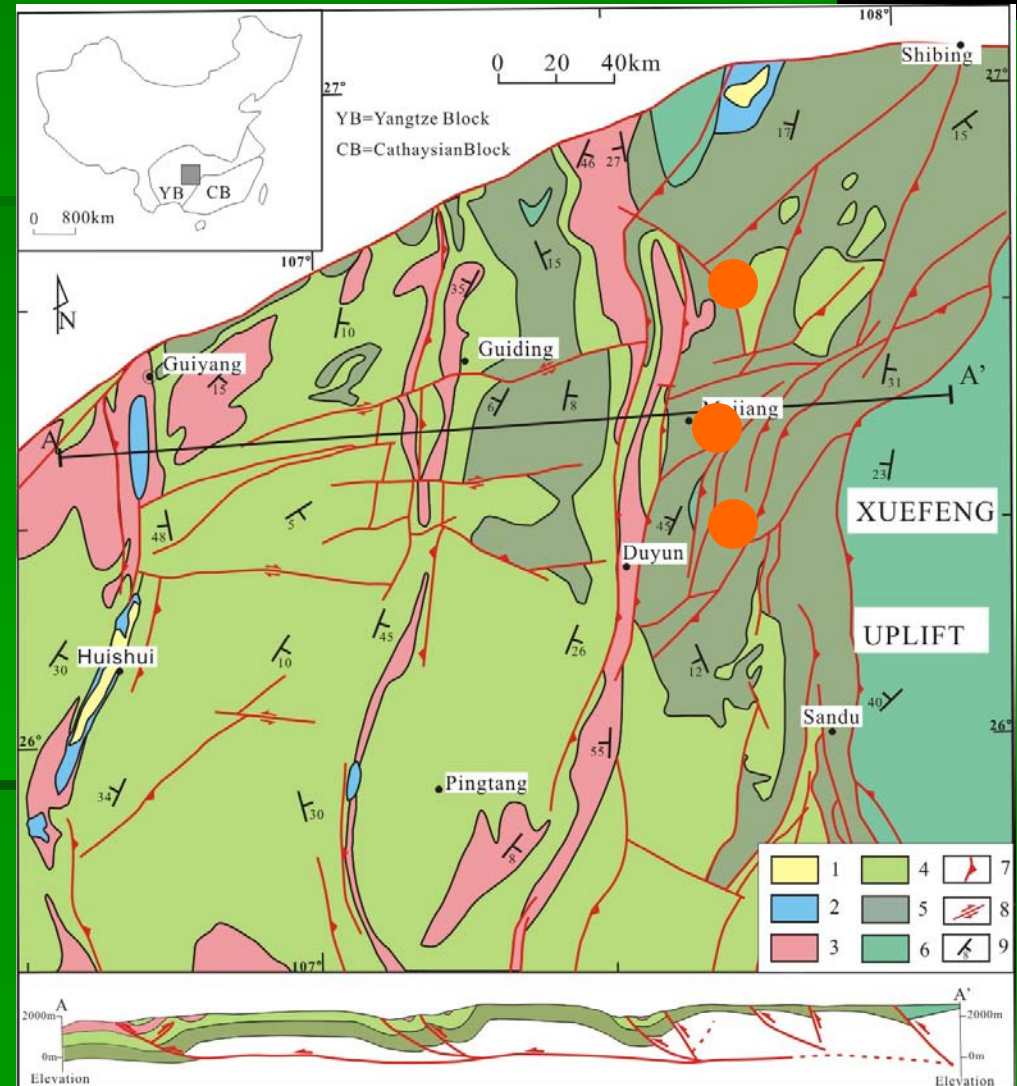 108°
Shibing
0 20 40km
27°
27°
YB=Yangtze Block
CB=CathaysianBlock
YB
CB
0 800km
17
15
46
27
15
107°
35
N
10
Guiyang
15
Guiding
6
8
31
A
A'
23
48
5
45
XUEFENG
Duyun
UPLIFT
Huishui
30
10
45
26
12
40
Sandu
26°
26°
55
34
30
Pingtang
8
107°
1
4
7
2
5
8
3
6
8
9
A
A'
2000m
2000m
0m
0m
Elevation
Elevation